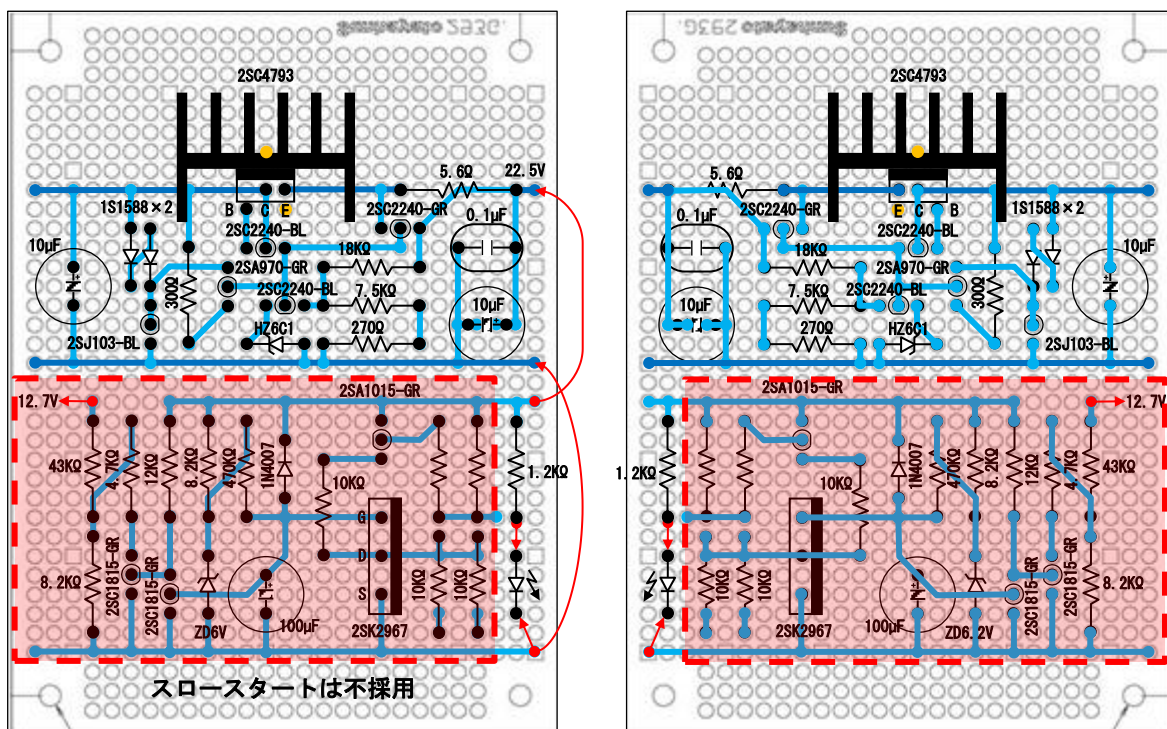 Sunhayato 293G.
2SC4793
5.6Ω
22.5V
1S1588×2
B
C
E
2SC2240-GR
0.1μF
2SC2240-BL
10μF
18KΩ
2SA970-GR
2SC2240-BL
7.5KΩ
300Ω
10μF
HZ6C1
270Ω
2SJ103-BL
2SA1015-GR
12.7V
43KΩ
4.7KΩ
12KΩ
8.2KΩ
470KΩ
1N4007
10KΩ
1.2KΩ
G
D
S
8.2KΩ
2SC1815-GR
2SC1815-GR
10KΩ
10KΩ
ZD6V
100μF
2SK2967
スロースタートは不採用
Sunhayato 293G.
2SC4793
5.6Ω
E
C
B
1S1588×2
2SC2240-GR
0.1μF
2SC2240-BL
10μF
18KΩ
2SA970-GR
2SC2240-BL
7.5KΩ
300Ω
10μF
HZ6C1
270Ω
2SJ103-BL
2SA1015-GR
12.7V
1.2KΩ
10KΩ
470KΩ
8.2KΩ
12KΩ
4.7KΩ
43KΩ
10KΩ
10KΩ
2SC1815-GR
2SC1815-GR
8.2KΩ
2SK2967
100μF
ZD6.2V